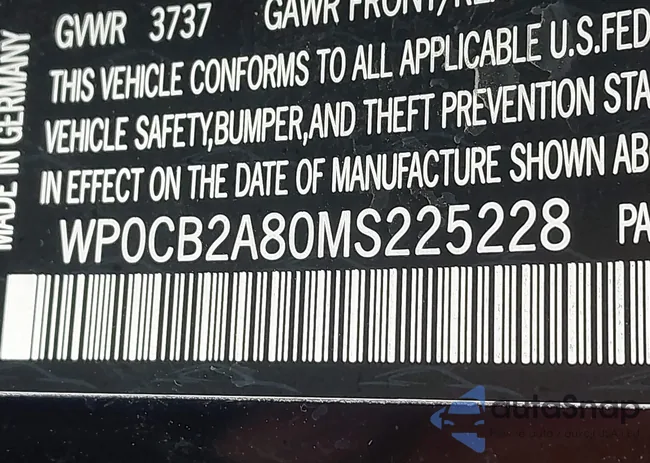 MADE IN GERMANY
GVWR 3737 GAWR FRONT/RE
THIS VEHICLE CONFORMS TO ALL APPLICABLE U.S.FED
VEHICLE SAFETY,BUMPER,AND THEFT PREVENTION STA
IN EFFECT ON THE DATE OF MANUFACTURE SHOWN AB
WP0CB2A80MS225228 PA
autoSnap